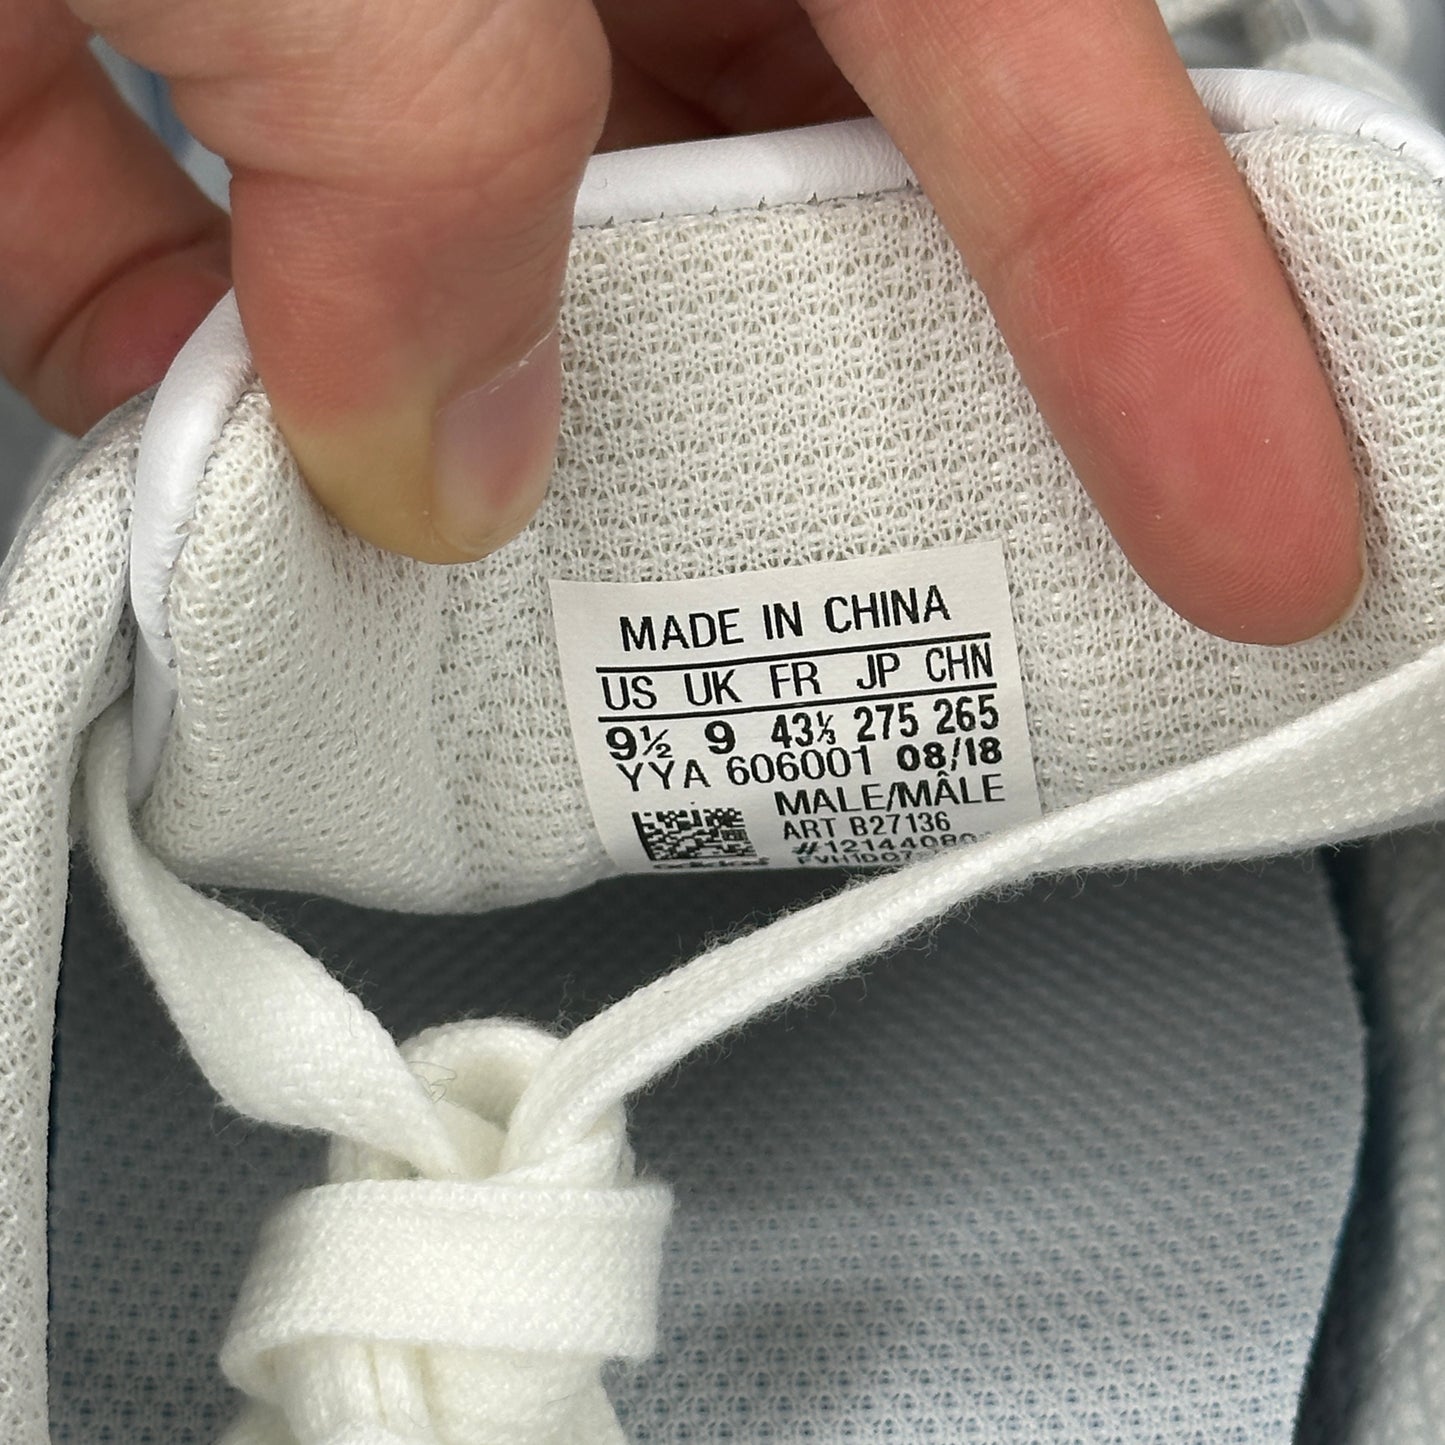 MADE IN CHINA
US UK FR JP CHN
9½ 9 43⅓ 275 265
YYA 606001 08/18
MALE/MÂLE
ART B27136